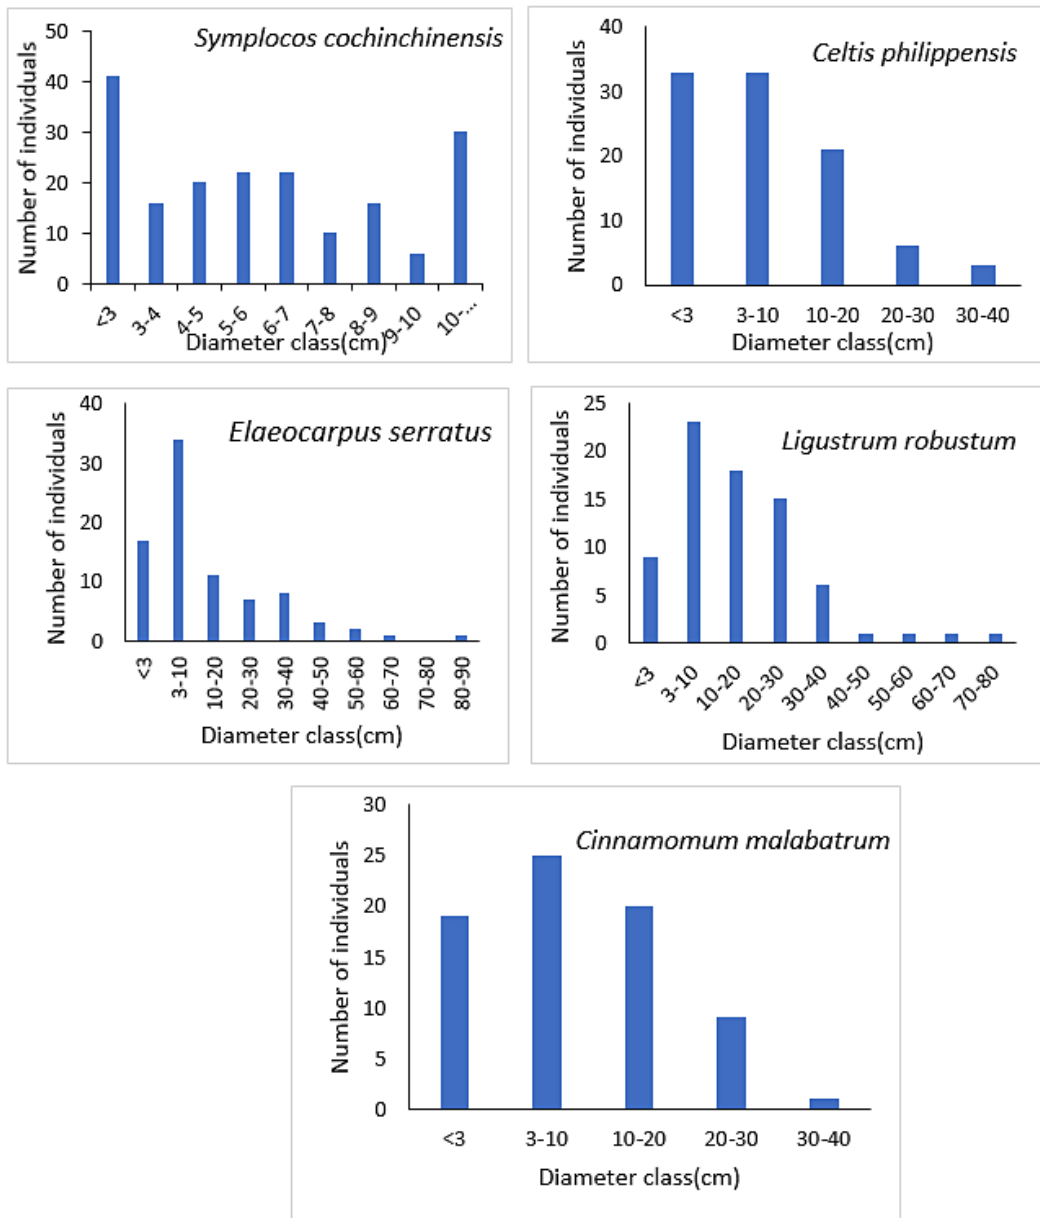 Symplocos cochinchinensis
Number of individuals
50
40
30
20
10
0
<3 3-4 4-5 5-6 6-7 7-8 8-9 9-10 10-...
Diameter class(cm)
Celtis philippensis
Number of individuals
40
30
20
10
0
<3 3-10 10-20 20-30 30-40
Diameter class(cm)
Elaeocarpus serratus
Number of individuals
40
30
20
10
0
<3 3-10 10-20 20-30 30-40 40-50 50-60 60-70 70-80 80-90
Diameter class(cm)
Ligustrum robustum
Number of individuals
25
20
15
10
5
0
<3 3-10 10-20 20-30 30-40 40-50 50-60 60-70 70-80
Diameter class(cm)
Cinnamomum malabatrum
Number of individuals
30
25
20
15
10
5
0
<3 3-10 10-20 20-30 30-40
Diameter class(cm)